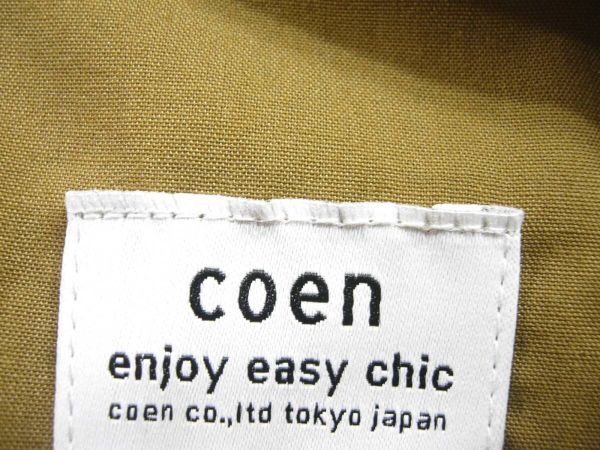 coen
enjoy easy chic
coen co.,ltd tokyo japan